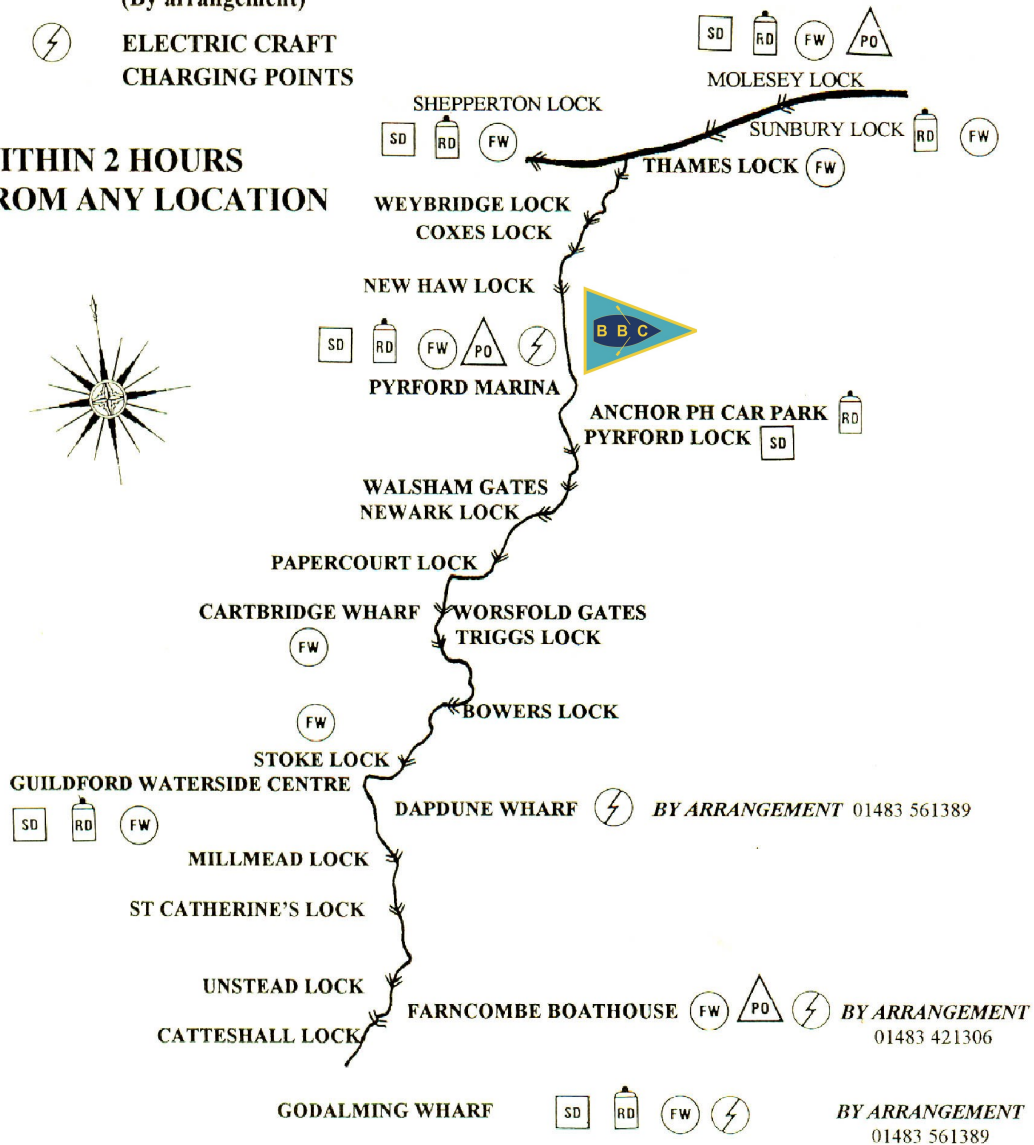 (By arrangement)
ELECTRIC CRAFT
CHARGING POINTS
ITHIN 2 HOURS
ROM ANY LOCATION
SD RD FW PO
MOLESEY LOCK
SHEPPERTON LOCK
SD RD FW
SUNBURY LOCK RD FW
THAMES LOCK FW
WEYBRIDGE LOCK
COXES LOCK
NEW HAW LOCK
B B C
SD RD FW PO
PYRFORD MARINA
ANCHOR PH CAR PARK RD
PYRFORD LOCK SD
WALSHAM GATES
NEWARK LOCK
PAPERCOURT LOCK
CARTBRIDGE WHARF WORSFOLD GATES
FW TRIGGS LOCK
BOWERS LOCK
FW
STOKE LOCK
GUILDFORD WATERSIDE CENTRE
SD RD FW
DAPDUNE WHARF BY ARRANGEMENT 01483 561389
MILLMEAD LOCK
ST CATHERINE'S LOCK
UNSTEAD LOCK
FARNCOMBE BOATHOUSE FW PO BY ARRANGEMENT
01483 421306
CATTESHALL LOCK
GODALMING WHARF SD RD FW BY ARRANGEMENT
01483 561389